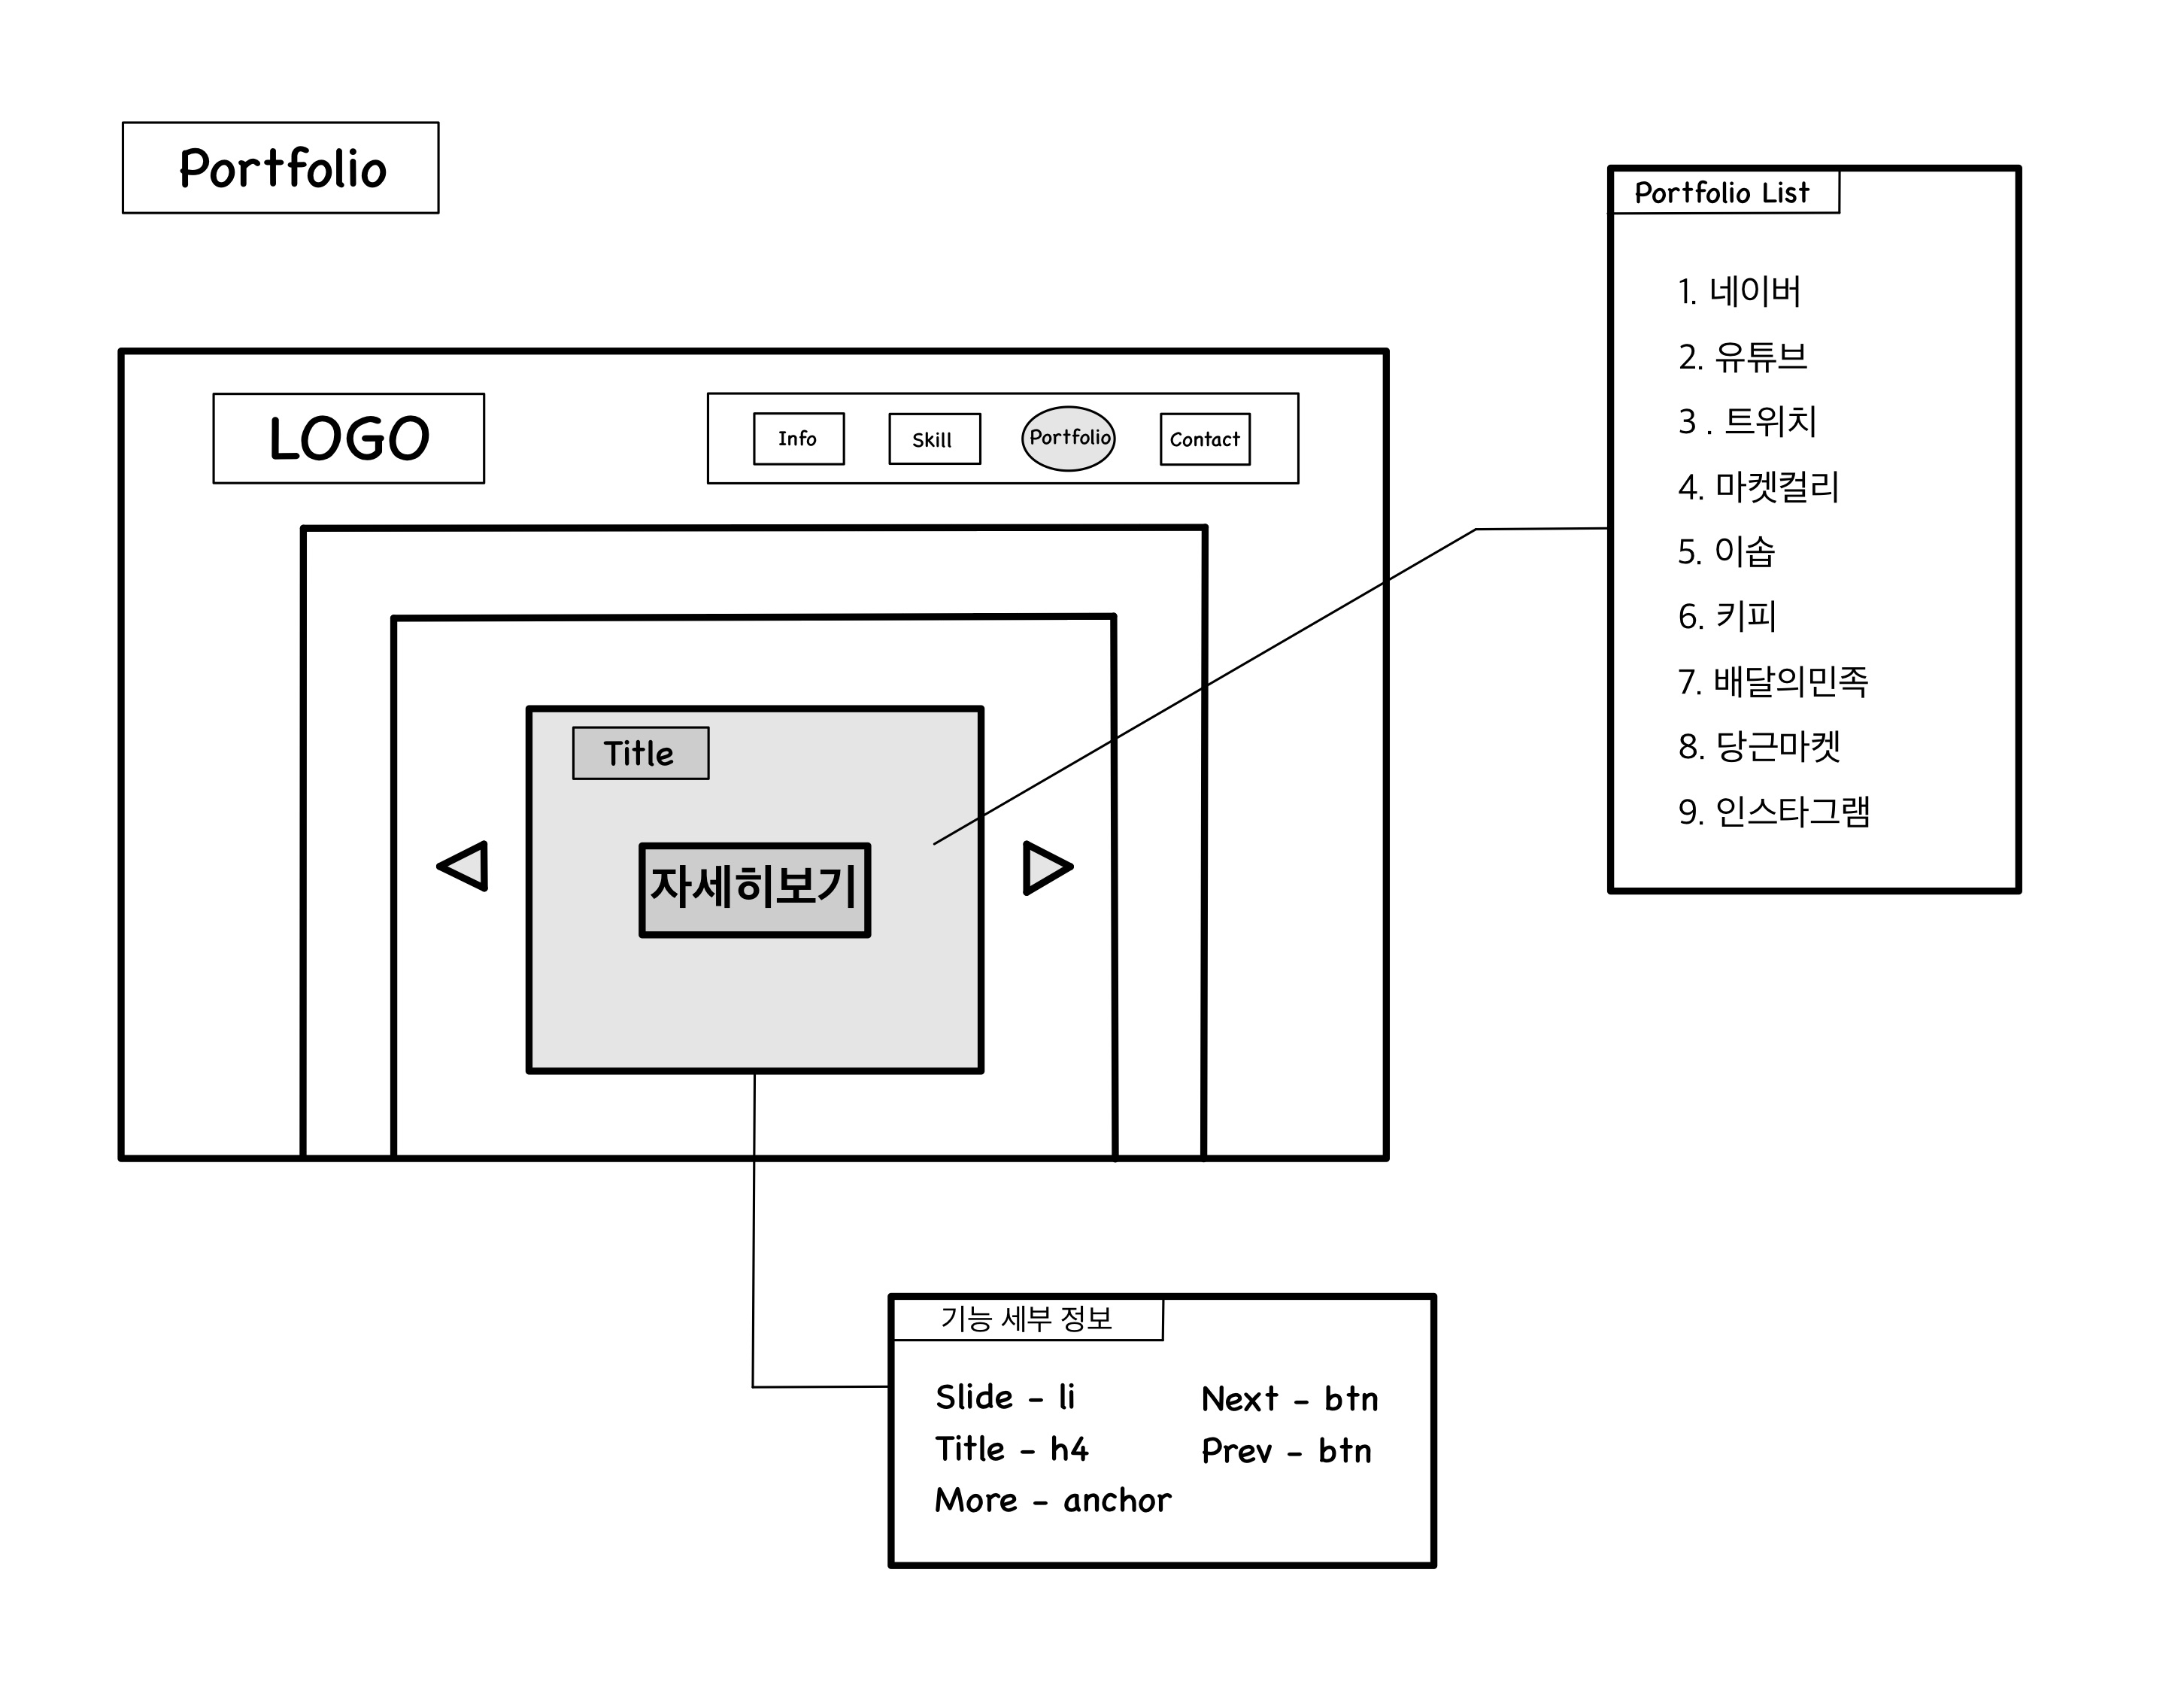 Portfolio
LOGO
Info
Skill
Portfolio
Contact
Title
자세히보기
Portfolio List
1. 네이버
2. 유튜브
3 . 트위치
4. 마켓컬리
5. 이솝
6. 키피
7. 배달의민족
8. 당근마켓
9. 인스타그램
기능 세부 정보
Slide - li
Title - h4
More - anchor
Next - btn
Prev - btn